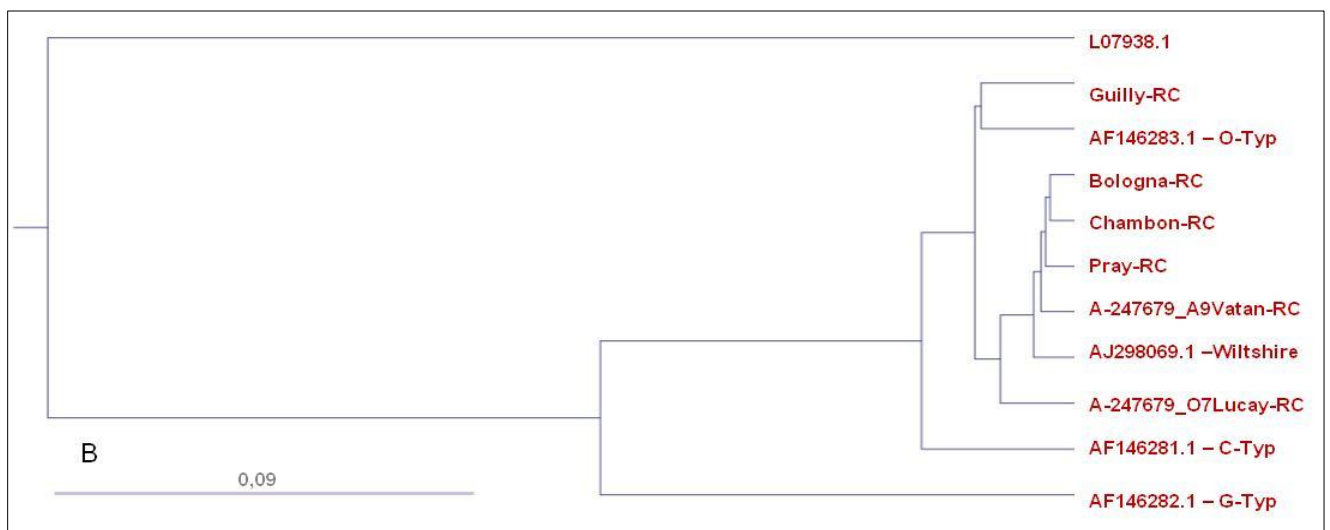 L07938.1
Guilly-RC
AF146283.1 – O-Typ
Bologna-RC
Chambon-RC
Pray-RC
A-247679_A9Vatan-RC
AJ298069.1 –Wiltshire
A-247679_O7Lucay-RC
AF146281.1 – C-Typ
AF146282.1 – G-Typ
B
0,09